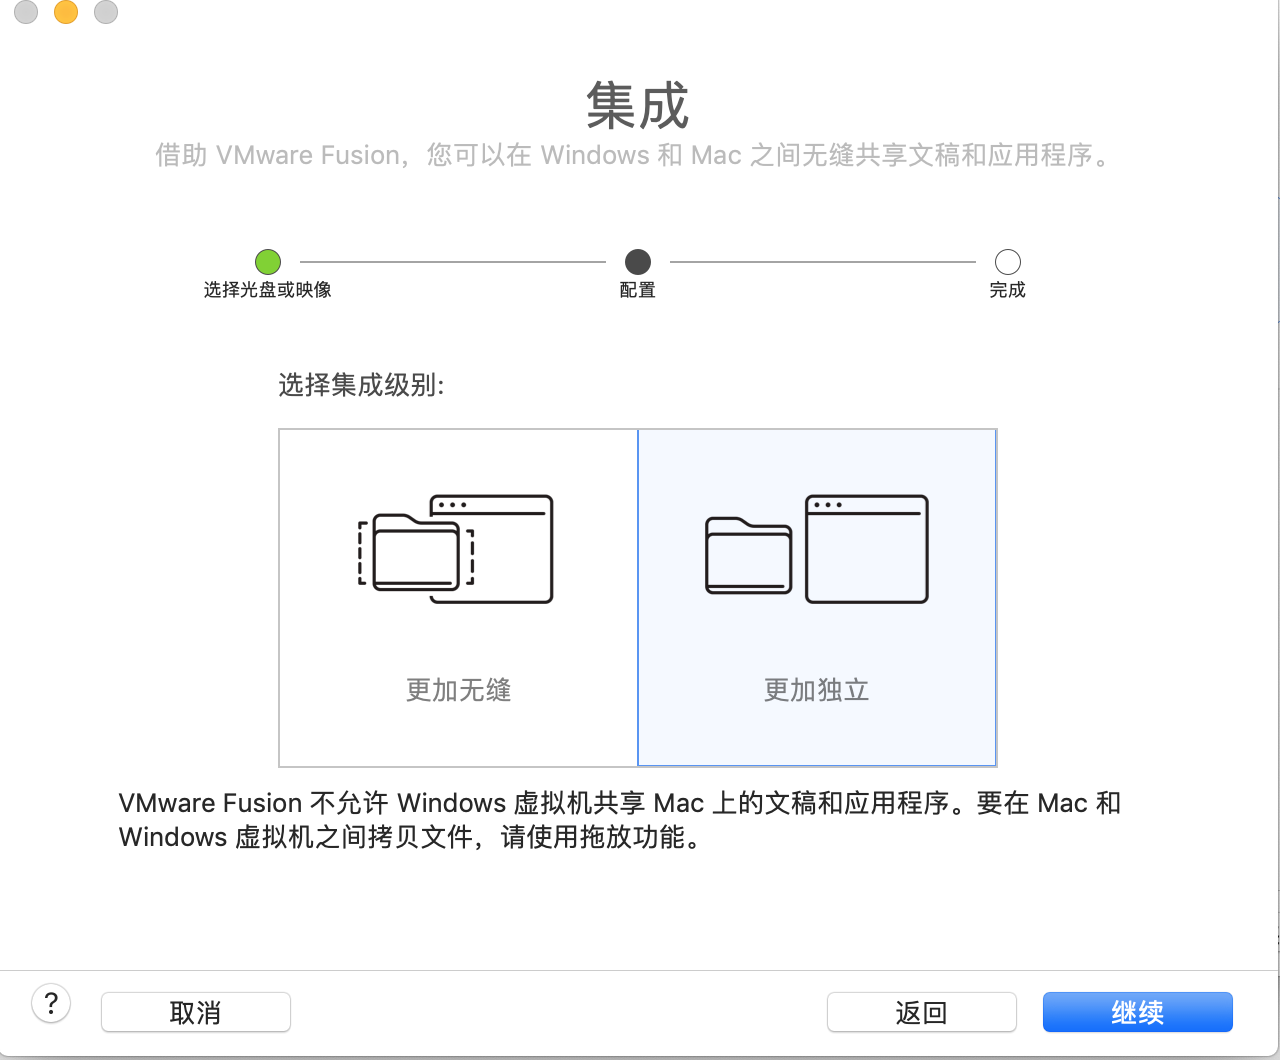 集成
借助 VMware Fusion，您可以在 Windows 和 Mac 之间无缝共享文稿和应用程序。
选择光盘或映像
配置
完成
选择集成级别:
更加无缝
更加独立
VMware Fusion 不允许 Windows 虚拟机共享 Mac 上的文稿和应用程序。要在 Mac 和
Windows 虚拟机之间拷贝文件，请使用拖放功能。
?
取消
返回
继续